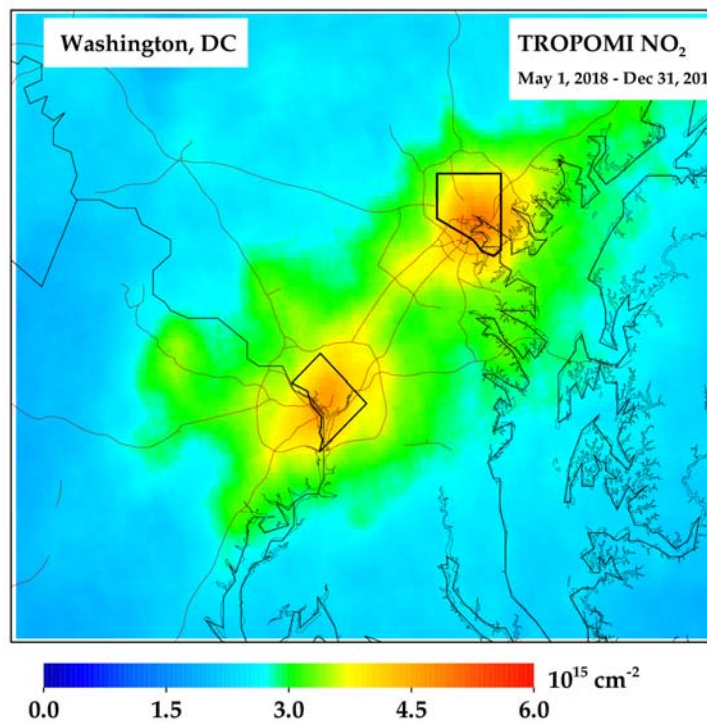 Washington, DC
TROPOMI NO₂
May 1, 2018 - Dec 31, 201
10¹⁵ cm⁻²
0.0 1.5 3.0 4.5 6.0